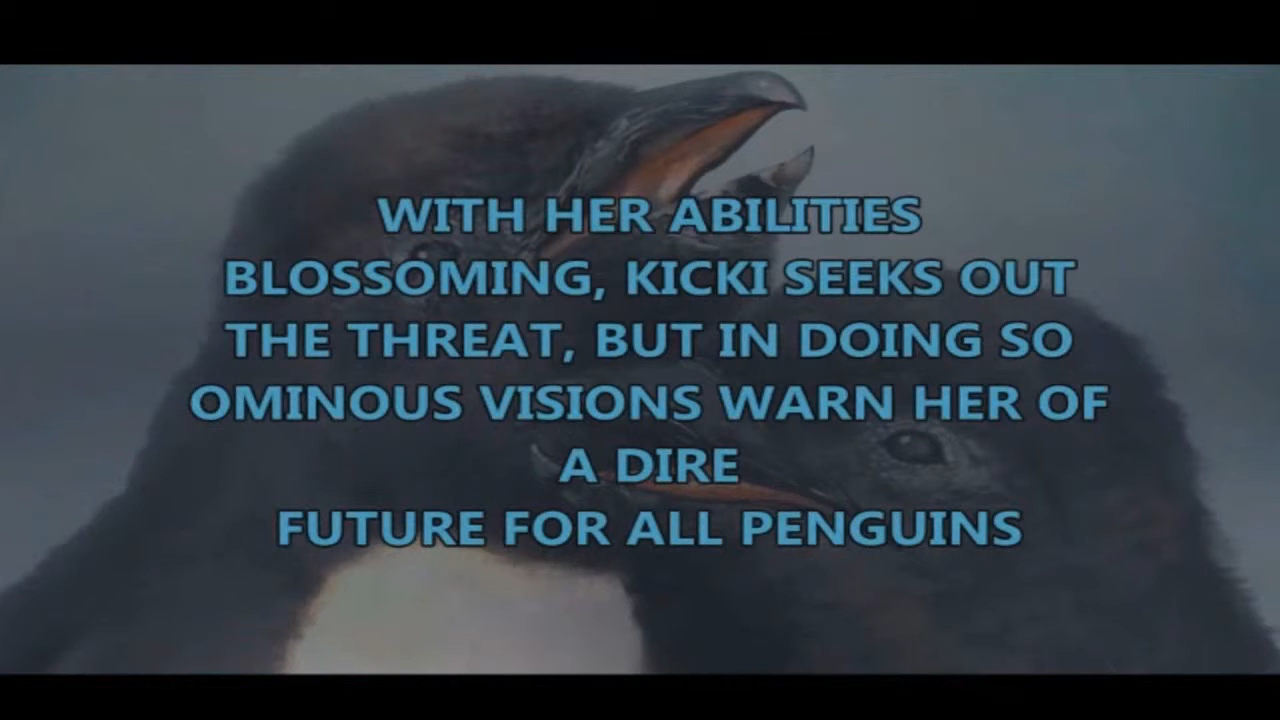 WITH HER ABILITIES
BLOSSOMING, KICKI SEEKS OUT
THE THREAT, BUT IN DOING SO
OMINOUS VISIONS WARN HER OF
A DIRE
FUTURE FOR ALL PENGUINS